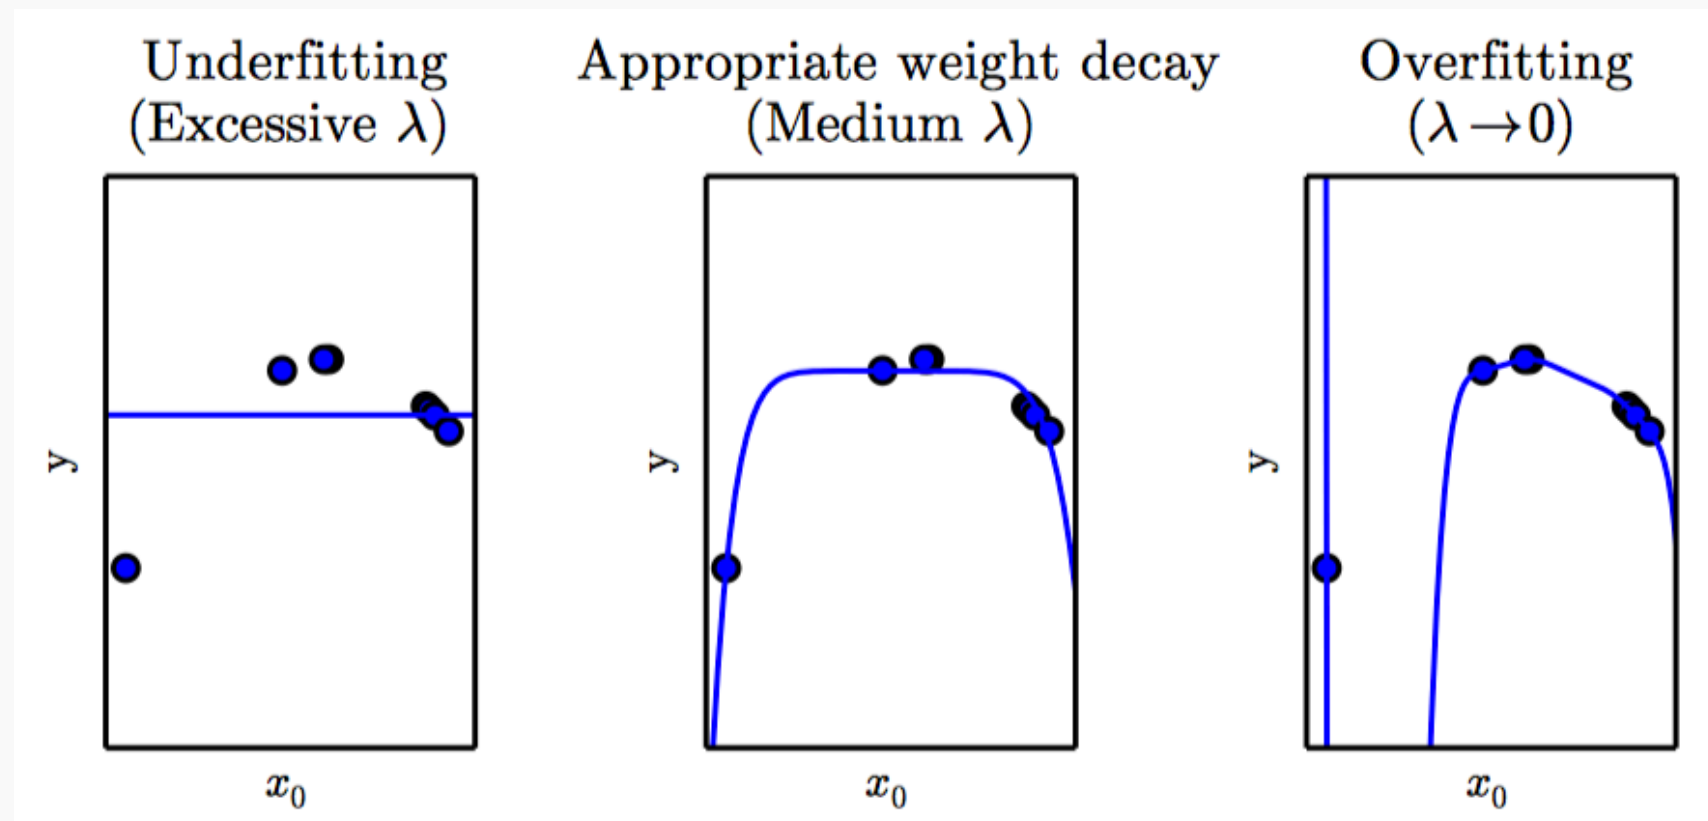 Underfitting
(Excessive λ)
Appropriate weight decay
(Medium λ)
Overfitting
(λ→0)
y
x₀
y
x₀
y
x₀